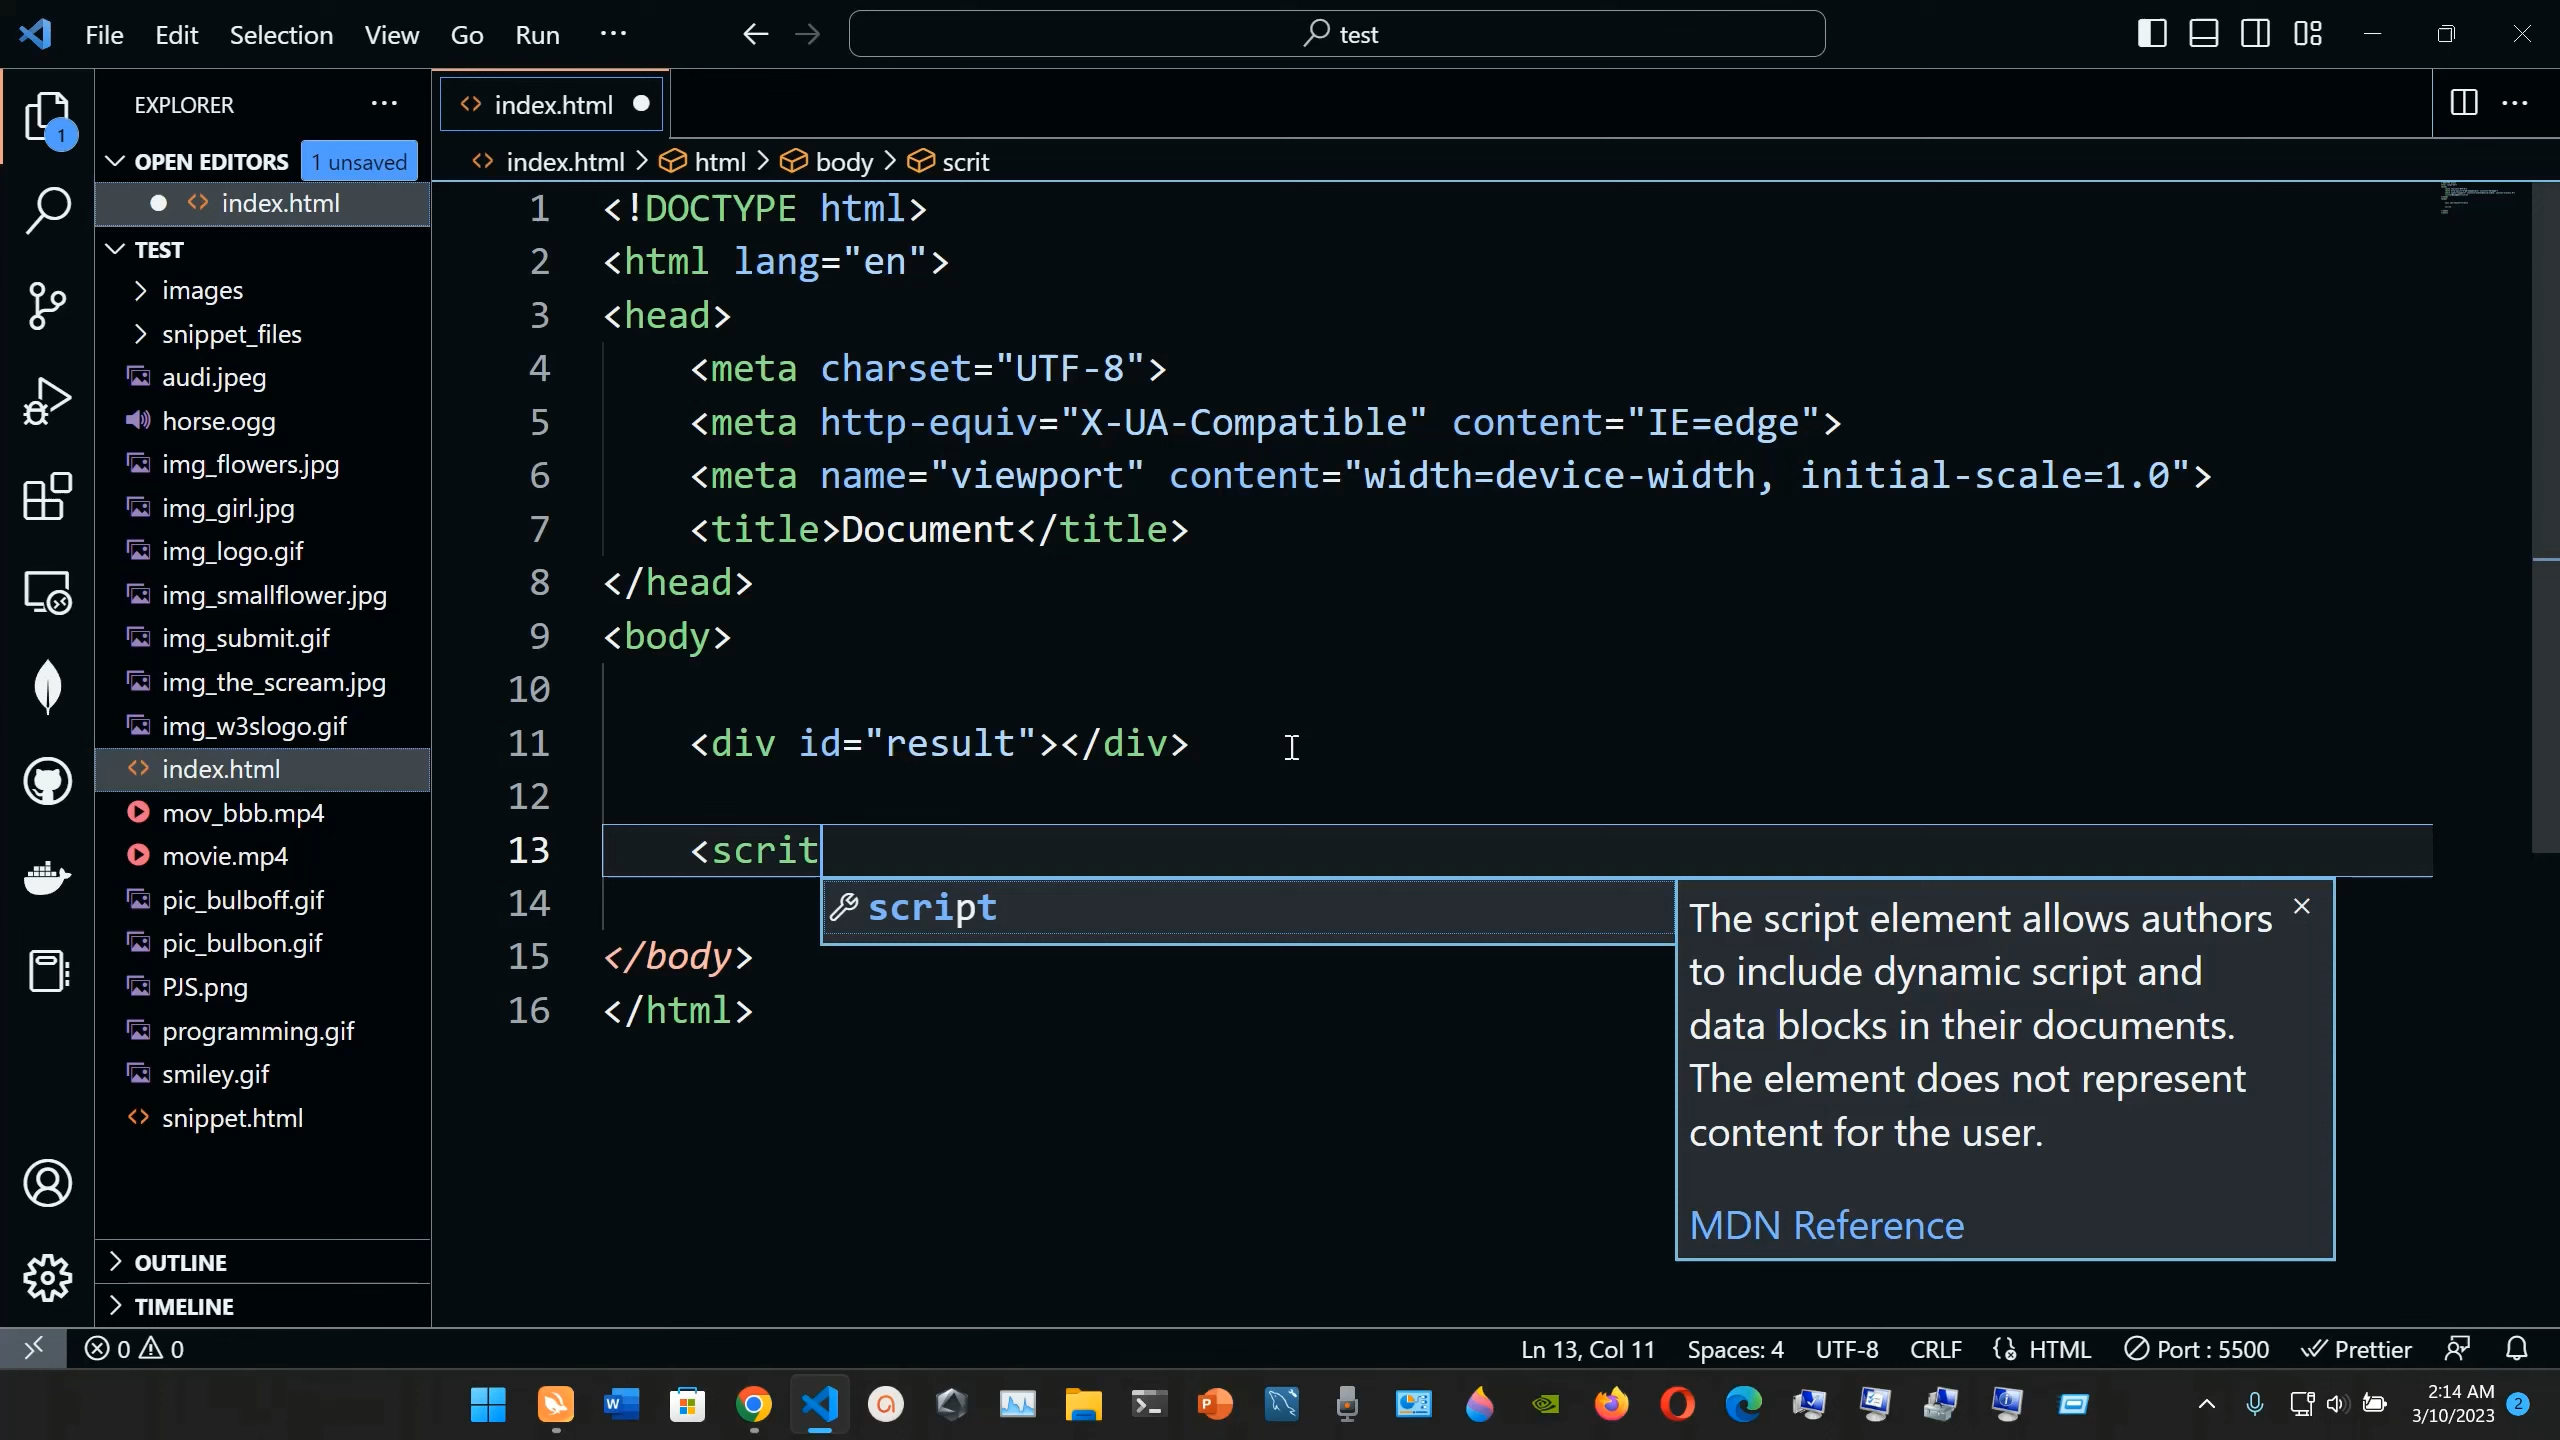 File Edit Selection View Go Run ··· test
EXPLORER ···
OPEN EDITORS 1 unsaved
index.html
TEST
images
snippet_files
audi.jpeg
horse.ogg
img_flowers.jpg
img_girl.jpg
img_logo.gif
img_smallflower.jpg
img_submit.gif
img_the_scream.jpg
img_w3slogo.gif
index.html
mov_bbb.mp4
movie.mp4
pic_bulboff.gif
pic_bulbon.gif
PJS.png
programming.gif
smiley.gif
snippet.html
OUTLINE
TIMELINE
1
index.html
index.html > html > body > scrit
1 <!DOCTYPE html>
2 <html lang="en">
3 <head>
4 <meta charset="UTF-8">
5 <meta http-equiv="X-UA-Compatible" content="IE=edge">
6 <meta name="viewport" content="width=device-width, initial-scale=1.0">
7 <title>Document</title>
8 </head>
9 <body>
10
11 <div id="result"></div>
12
13 <scrit
14
15 </body>
16 </html>
script
The script element allows authors
to include dynamic script and
data blocks in their documents.
The element does not represent
content for the user.
MDN Reference
0 0 Ln 13, Col 11 Spaces: 4 UTF-8 CRLF HTML Port : 5500 Prettier
2:14 AM
3/10/2023
2